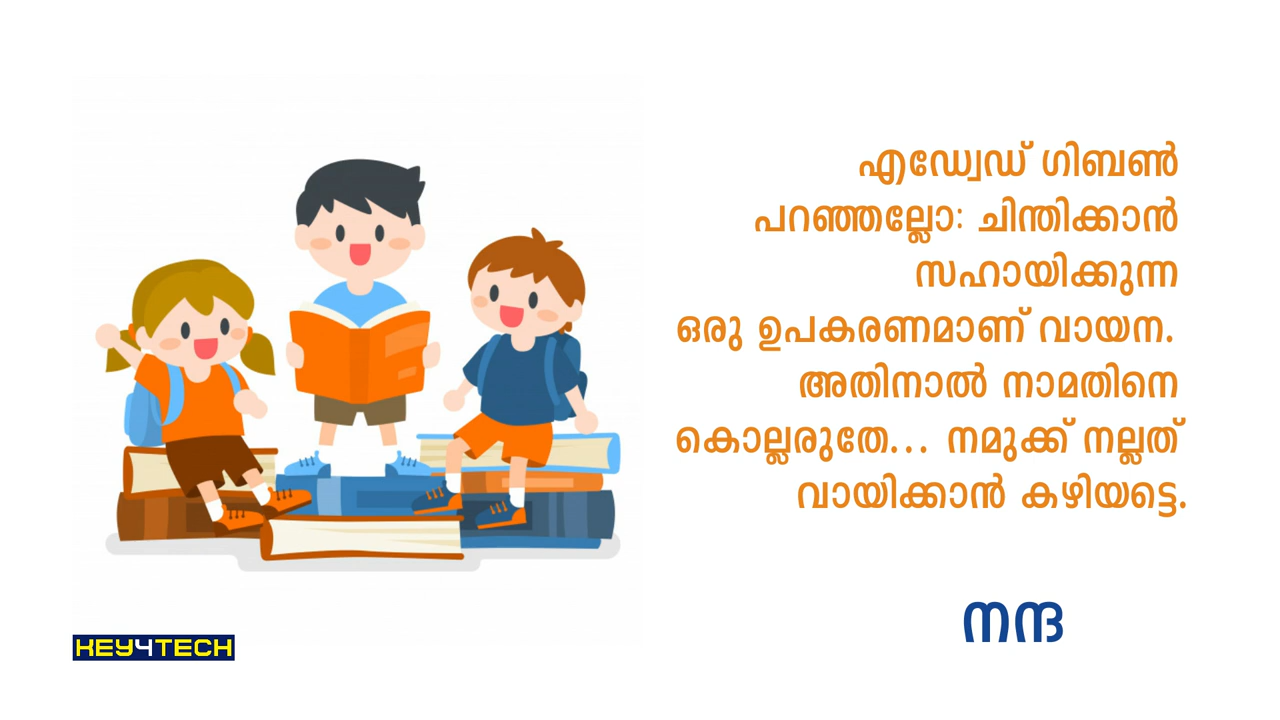 എഡ്വേഡ് ഗിബൺ
പറഞ്ഞല്ലോ: ചിന്തിക്കാൻ
സഹായിക്കുന്ന
ഒരു ഉപകരണമാണ് വായന.
അതിനാൽ നാമതിനെ
കൊല്ലരുതേ... നമുക്ക് നല്ലത്
വായിക്കാൻ കഴിയട്ടെ.
നന്ദ
KEY4TECH